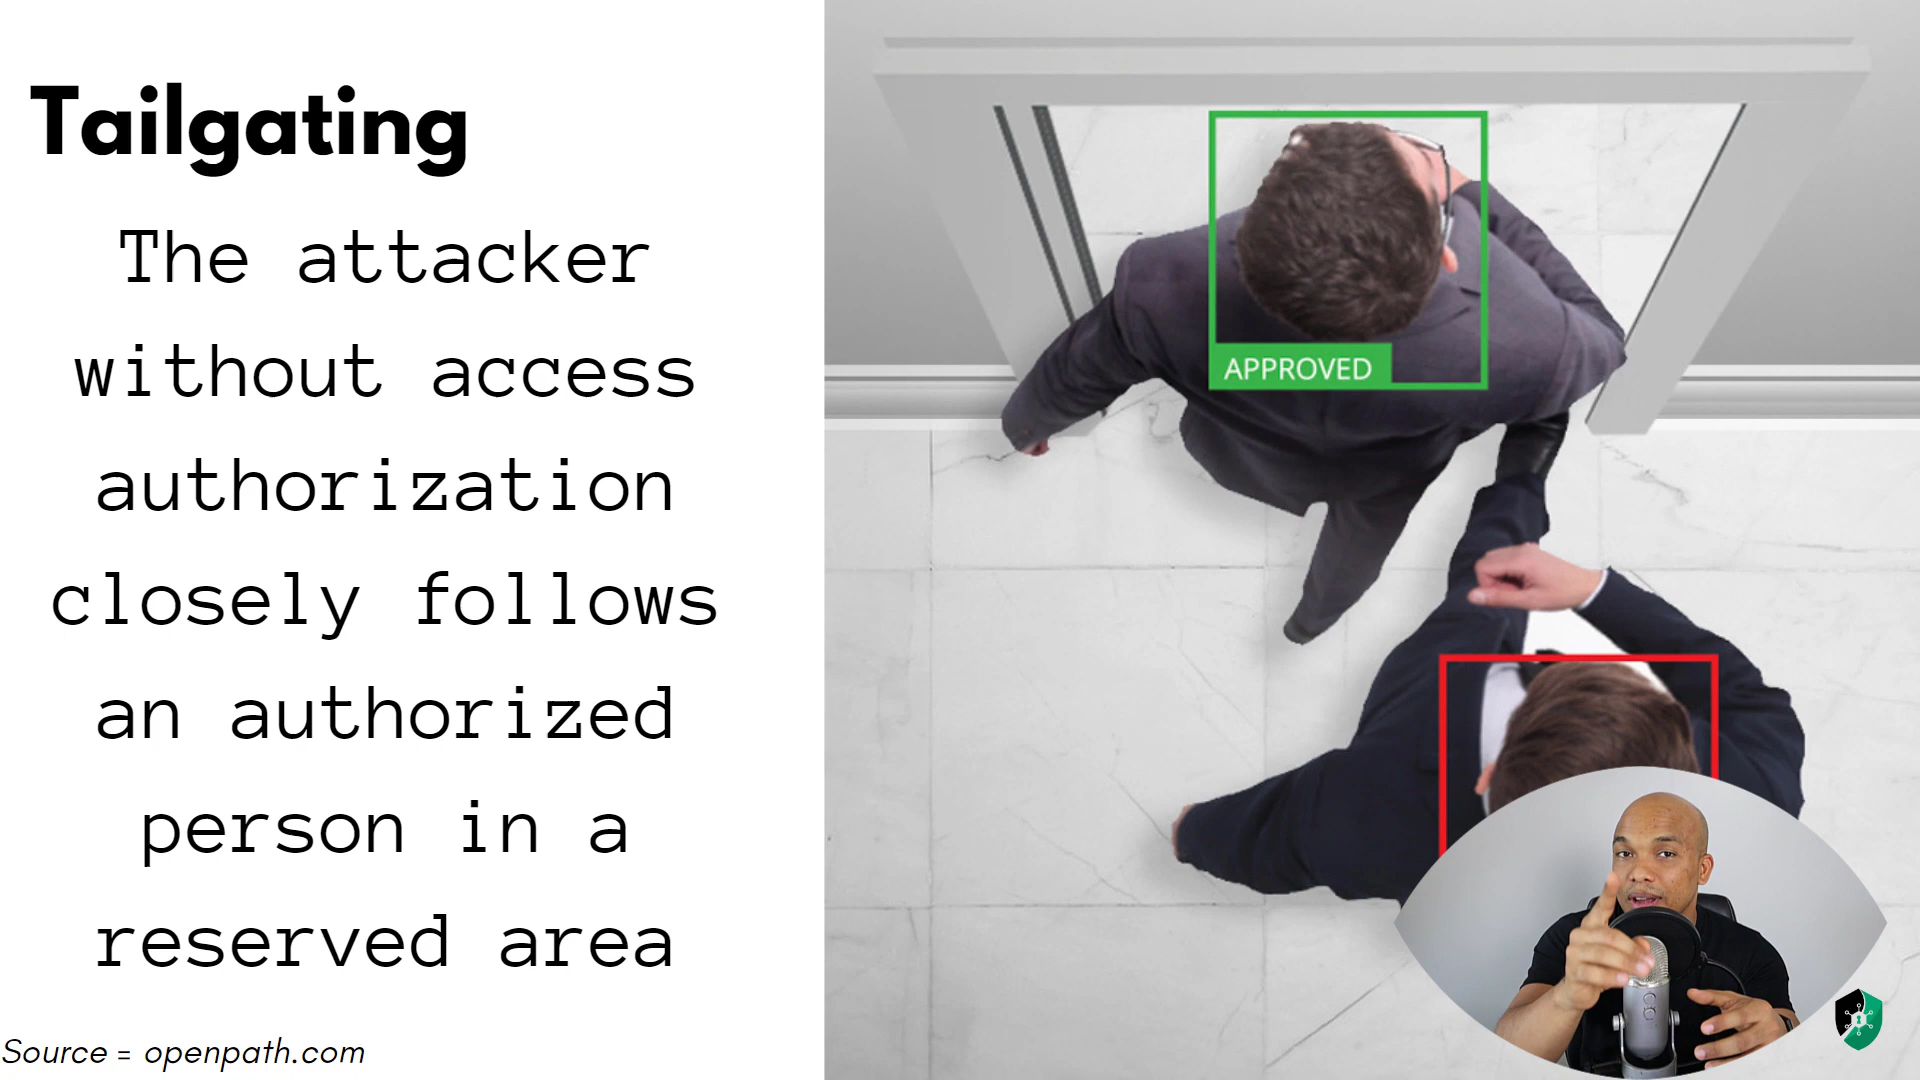 Tailgating
The attacker
without access
authorization
closely follows
an authorized
person in a
reserved area
Source = openpath.com
APPROVED